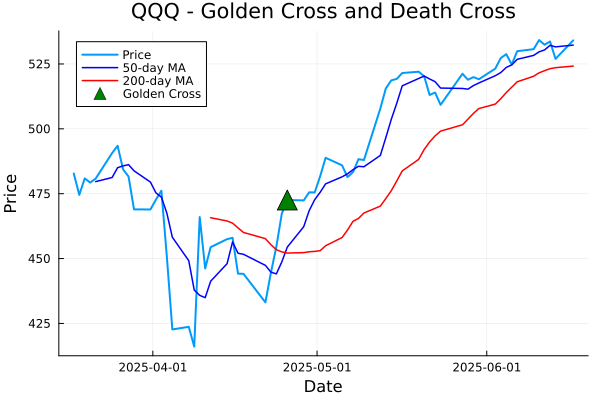 QQQ - Golden Cross and Death Cross
Price
50-day MA
200-day MA
Golden Cross
525
500
475
450
425
Price
2025-04-01
2025-05-01
2025-06-01
Date